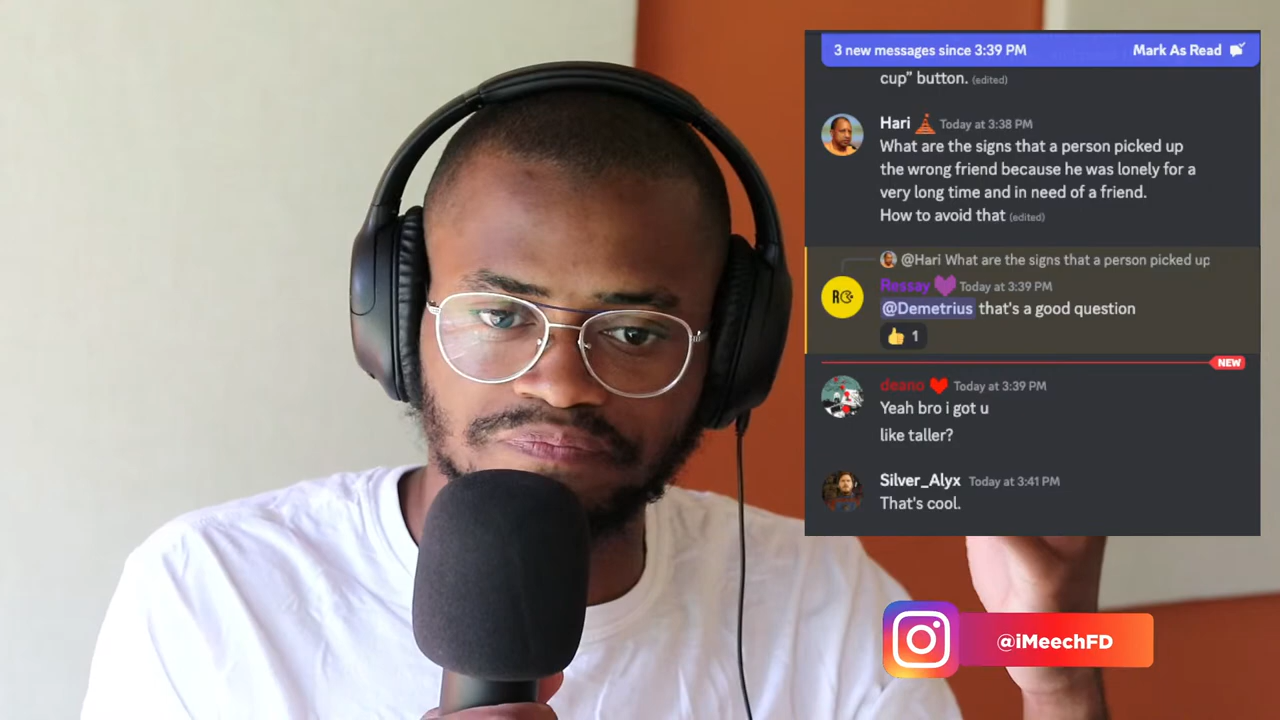 3 new messages since 3:39 PM Mark As Read
cup" button. (edited)
Hari Today at 3:38 PM
What are the signs that a person picked up
the wrong friend because he was lonely for a
very long time and in need of a friend.
How to avoid that (edited)
@Hari What are the signs that a person picked up
Ressay Today at 3:39 PM
@Demetrius that's a good question
1
NEW
deano Today at 3:39 PM
Yeah bro i got u
like taller?
Silver_Alyx Today at 3:41 PM
That's cool.
@iMeechFD